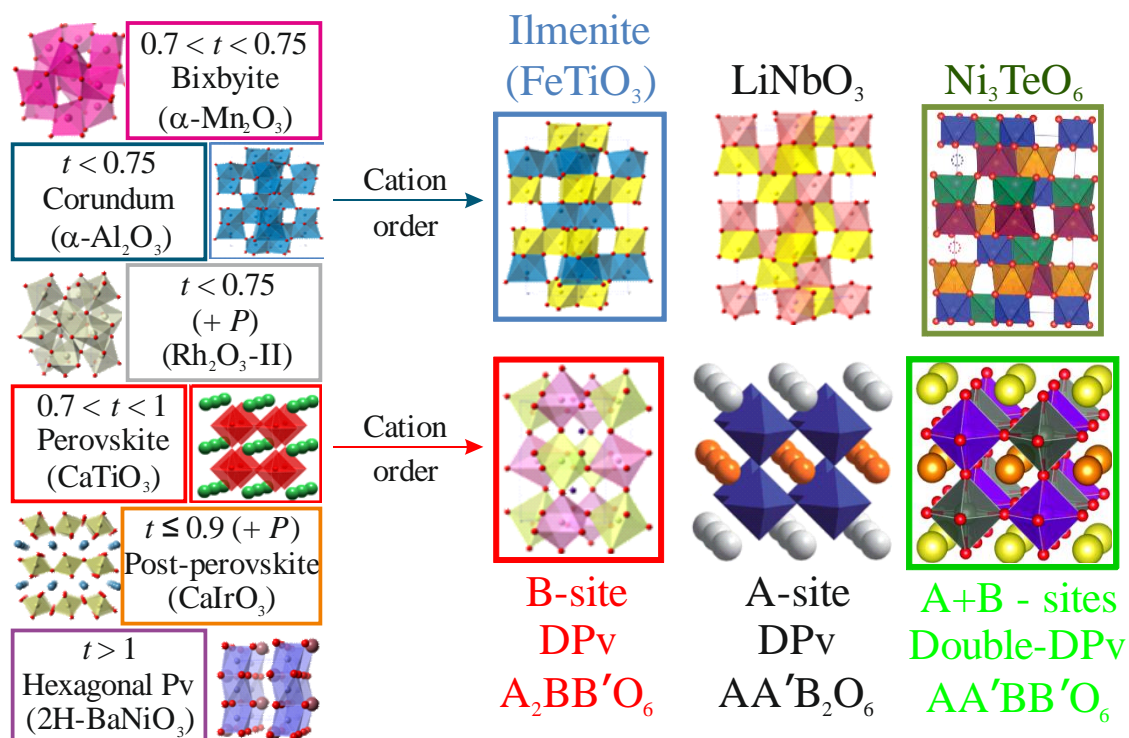 0.7 < t < 0.75
Bixbyite
(α-Mn₂O₃)
t < 0.75
Corundum
(α-Al₂O₃)
t < 0.75
(+ P)
(Rh₂O₃-II)
0.7 < t < 1
Perovskite
(CaTiO₃)
t ≤ 0.9 (+ P)
Post-perovskite
(CaIrO₃)
t > 1
Hexagonal Pv
(2H-BaNiO₃)
Cation
order
Cation
order
Ilmenite
(FeTiO₃)
LiNbO₃
Ni₃TeO₆
B-site
DPv
A₂BB′O₆
A-site
DPv
AA′B₂O₆
A+B - sites
Double-DPv
AA′BB′O₆